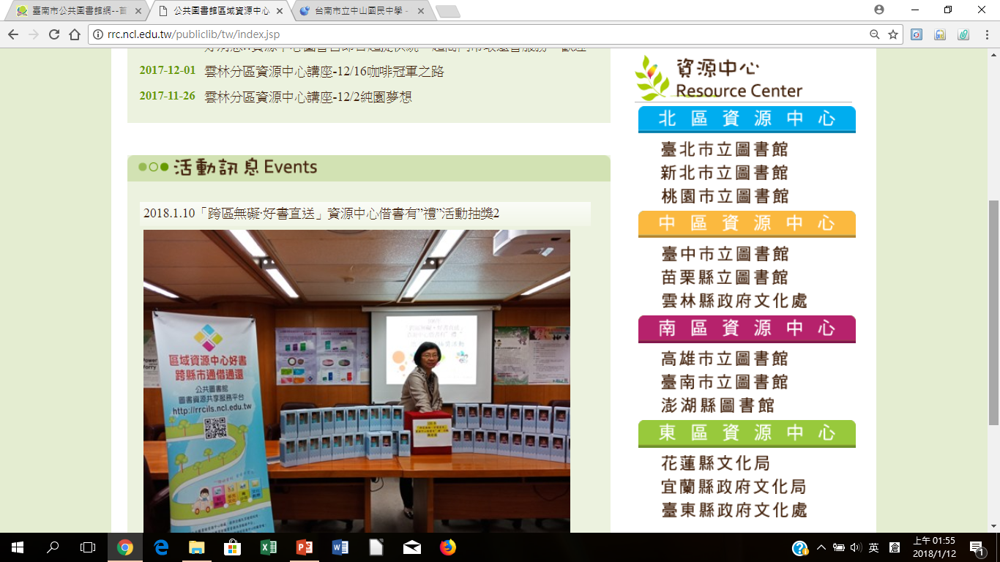 臺南市公共圖書館網--首
公共圖書館區域資源中心
台南市立中山國民中學 -
rrc.ncl.edu.tw/publiclib/tw/index.jsp
2017-12-01 雲林分區資源中心講座-12/16咖啡冠軍之路
2017-11-26 雲林分區資源中心講座-12/2純園夢想
活動訊息 Events
2018.1.10「跨區無礙·好書直送」資源中心借書有”禮”活動抽獎2
區域資源中心好書
跨縣市通借通還
公共圖書館
圖書資源共享服務平台
http://rrcils.ncl.edu.tw
資源中心
Resource Center
北區資源中心
臺北市立圖書館
新北市立圖書館
桃園市立圖書館
中區資源中心
臺中市立圖書館
苗栗縣立圖書館
雲林縣政府文化處
南區資源中心
高雄市立圖書館
臺南市立圖書館
澎湖縣圖書館
東區資源中心
花蓮縣文化局
宜蘭縣政府文化局
臺東縣政府文化處
英
上午 01:55
2018/1/12
1